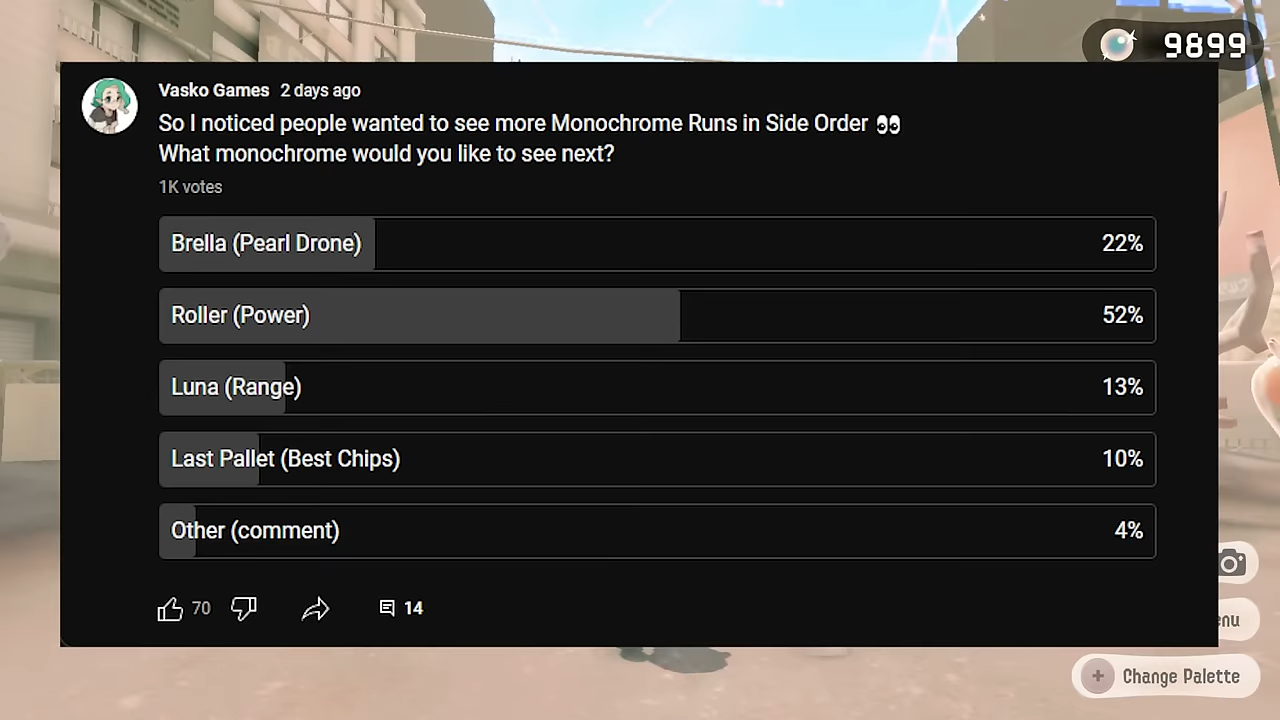 9899
Vasko Games 2 days ago
So I noticed people wanted to see more Monochrome Runs in Side Order 👀
What monochrome would you like to see next?
1K votes
Brella (Pearl Drone) 22%
Roller (Power) 52%
Luna (Range) 13%
Last Pallet (Best Chips) 10%
Other (comment) 4%
70 14
enu
+ Change Palette